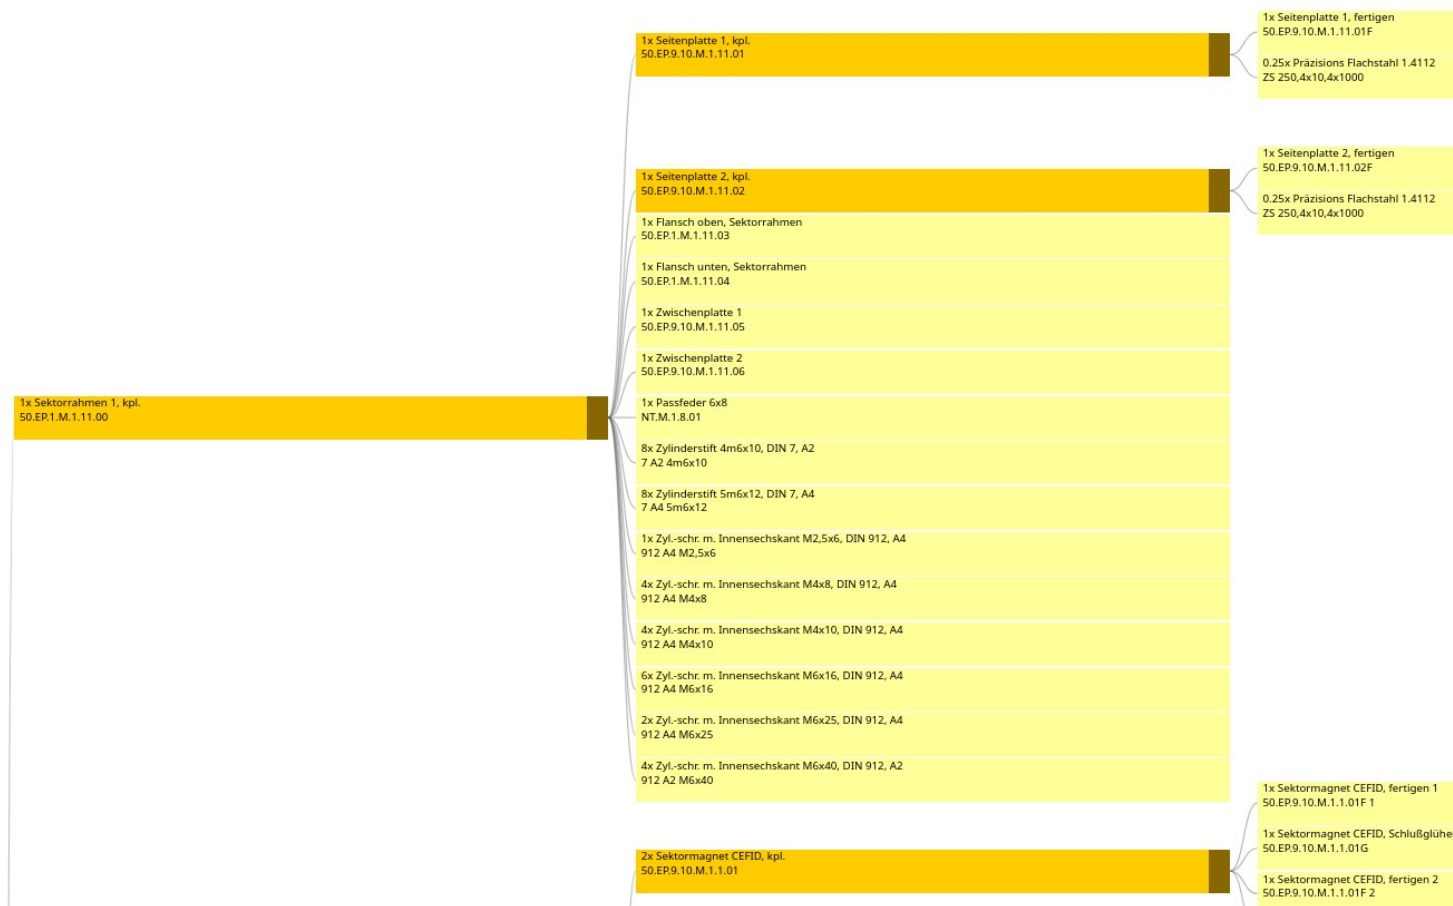 1x Sektorrahmen 1, kpl.
50.EP.1.M.1.11.00
1x Seitenplatte 1, kpl.
50.EP.9.10.M.1.11.01
1x Seitenplatte 1, fertigen
50.EP.9.10.M.1.11.01F
0.25x Präzisions Flachstahl 1.4112
ZS 250,4x10,4x1000
1x Seitenplatte 2, kpl.
50.EP.9.10.M.1.11.02
1x Seitenplatte 2, fertigen
50.EP.9.10.M.1.11.02F
0.25x Präzisions Flachstahl 1.4112
ZS 250,4x10,4x1000
1x Flansch oben, Sektorrahmen
50.EP.1.M.1.11.03
1x Flansch unten, Sektorrahmen
50.EP.1.M.1.11.04
1x Zwischenplatte 1
50.EP.9.10.M.1.11.05
1x Zwischenplatte 2
50.EP.9.10.M.1.11.06
1x Passfeder 6x8
NT.M.1.8.01
8x Zylinderstift 4m6x10, DIN 7, A2
7 A2 4m6x10
8x Zylinderstift 5m6x12, DIN 7, A4
7 A4 5m6x12
1x Zyl.-schr. m. Innensechskant M2,5x6, DIN 912, A4
912 A4 M2,5x6
4x Zyl.-schr. m. Innensechskant M4x8, DIN 912, A4
912 A4 M4x8
4x Zyl.-schr. m. Innensechskant M4x10, DIN 912, A4
912 A4 M4x10
6x Zyl.-schr. m. Innensechskant M6x16, DIN 912, A4
912 A4 M6x16
2x Zyl.-schr. m. Innensechskant M6x25, DIN 912, A4
912 A4 M6x25
4x Zyl.-schr. m. Innensechskant M6x40, DIN 912, A2
912 A2 M6x40
2x Sektormagnet CEFID, kpl.
50.EP.9.10.M.1.1.01
1x Sektormagnet CEFID, fertigen 1
50.EP.9.10.M.1.1.01F 1
1x Sektormagnet CEFID, Schlußglühe
50.EP.9.10.M.1.1.01G
1x Sektormagnet CEFID, fertigen 2
50.EP.9.10.M.1.1.01F 2